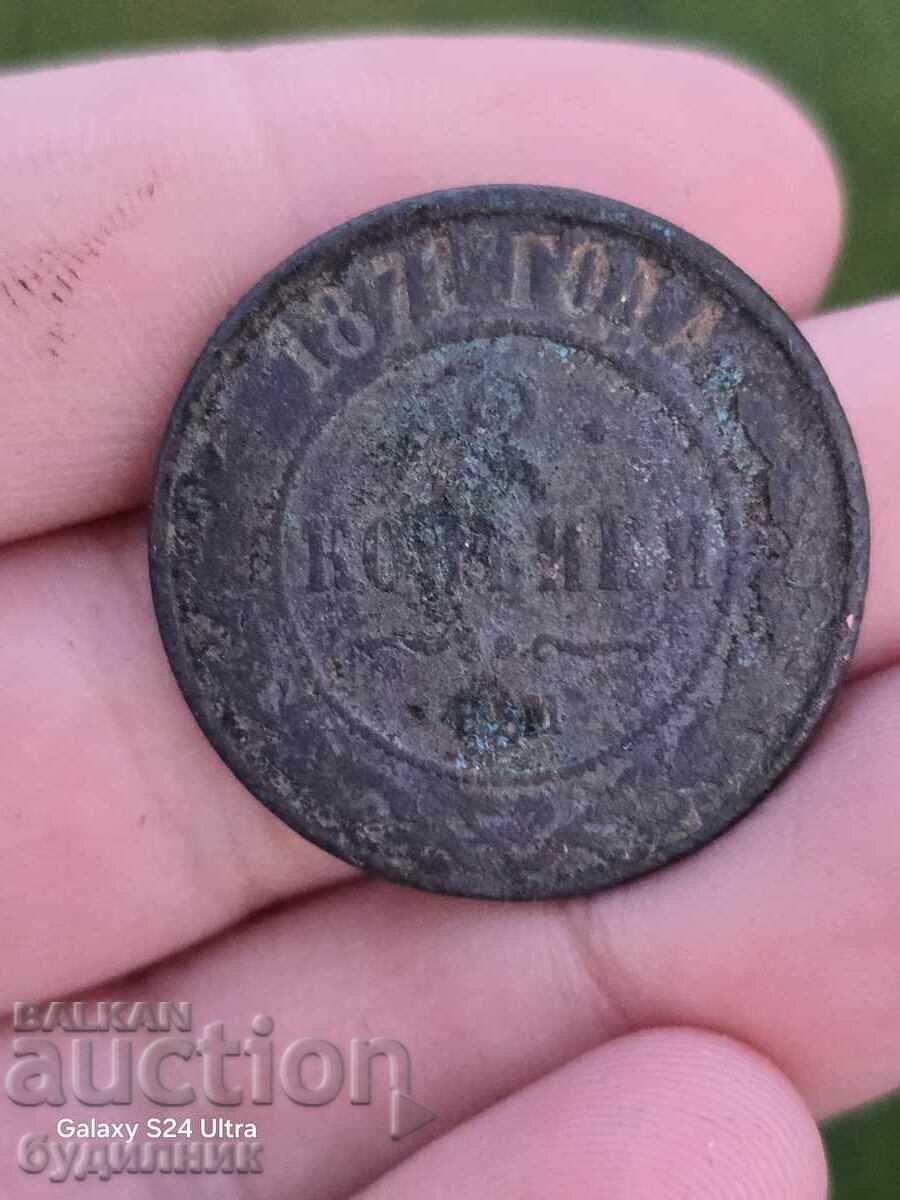 1871 ГОДА
КОПѢЙКИ
BALKAN
auction
Galaxy S24 Ultra
будилник